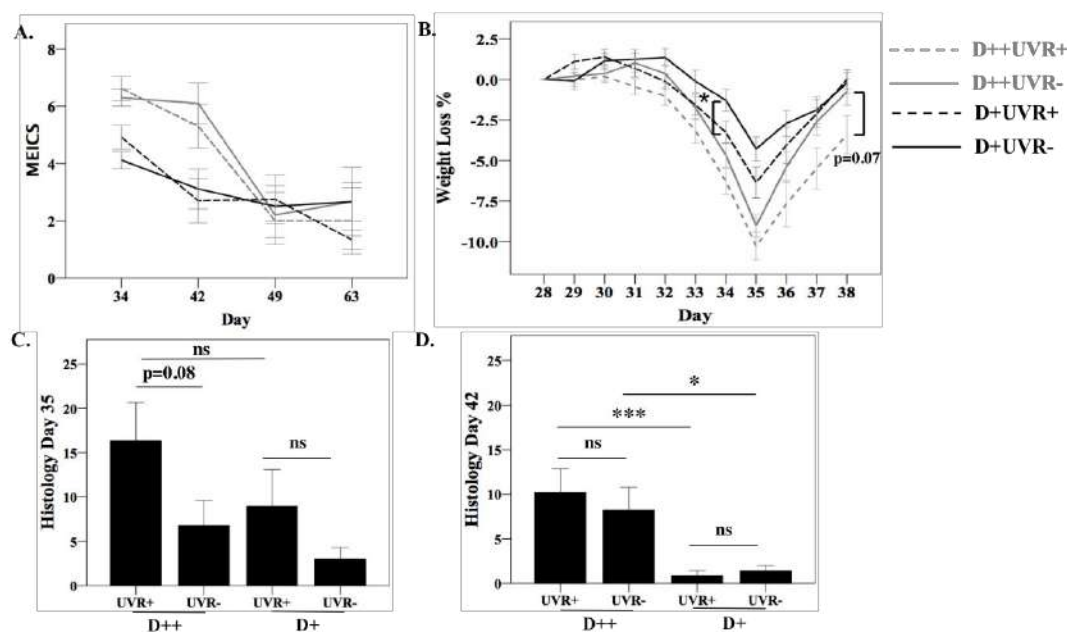 A.
MEICS
8
6
4
2
0
34 42 49 63
Day
B.
Weight Loss %
2.5
0.0
-2.5
-5.0
-7.5
-10.0
*
p=0.07
28 29 30 31 32 33 34 35 36 37 38
Day
D++UVR+
D++UVR-
D+UVR+
D+UVR-
C.
Histology Day 35
25
20
15
10
5
0
ns
p=0.08
ns
UVR+ UVR- UVR+ UVR-
D++ D+
D.
Histology Day 42
25
20
15
10
5
0
*
***
ns
ns
UVR+ UVR- UVR+ UVR-
D++ D+